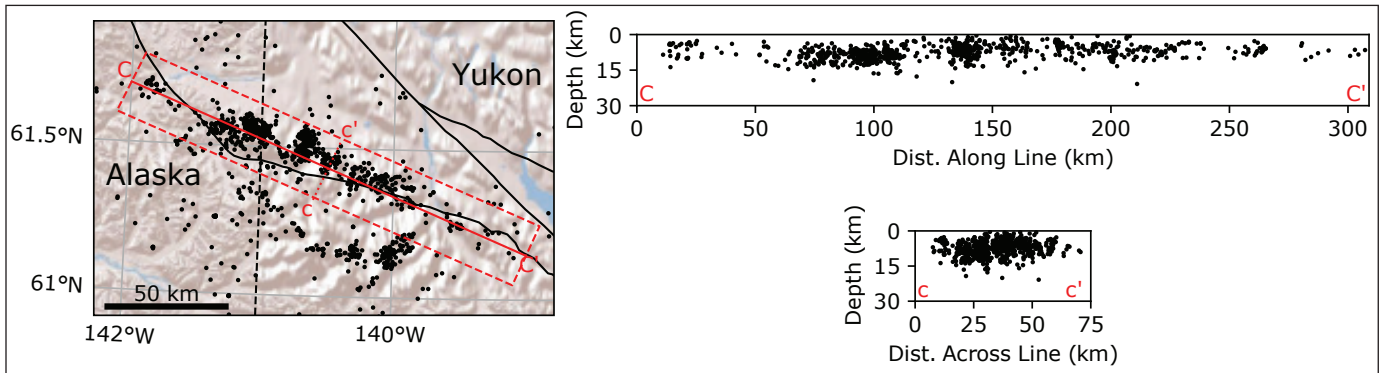 Yukon
Alaska
C
C'
c'
c
50 km
61.5°N
61°N
142°W
140°W
Depth (km)
0
15
30
C
C'
0
50
100
150
200
250
300
Dist. Along Line (km)
Depth (km)
0
15
30
c
c'
0
25
50
75
Dist. Across Line (km)